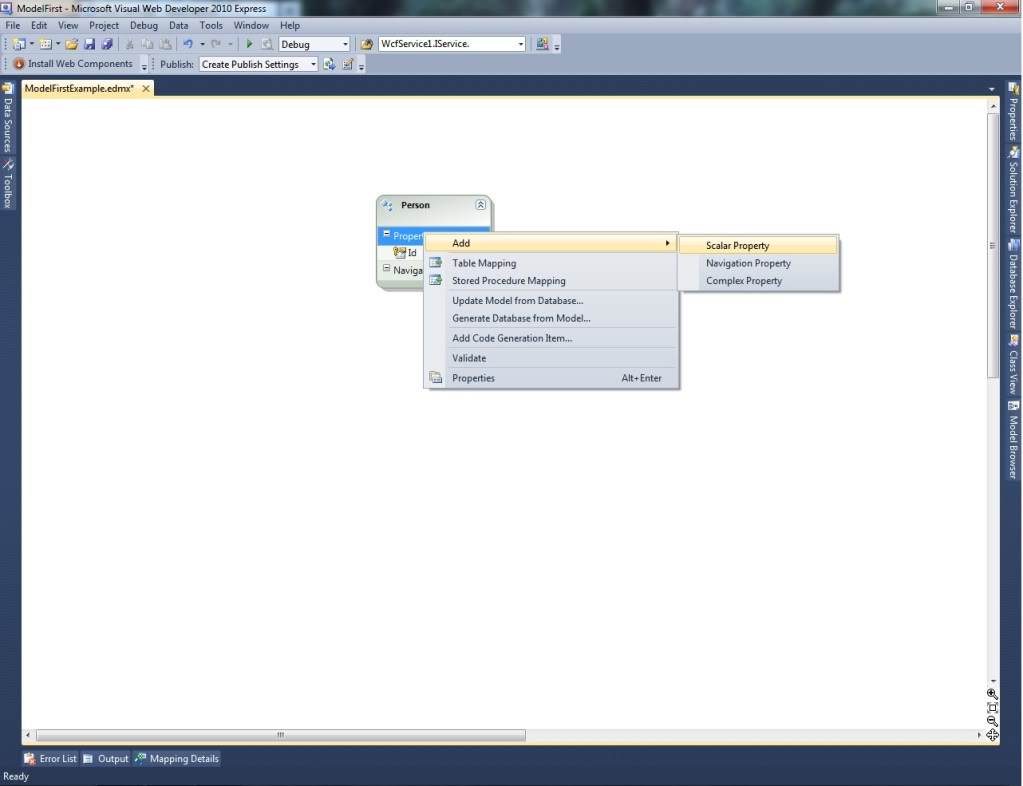 ModelFirst - Microsoft Visual Web Developer 2010 Express
File Edit View Project Debug Data Tools Window Help
Debug WcfService1.IService.
Install Web Components Publish: Create Publish Settings
ModelFirstExample.edmx*
Data Sources
Toolbox
Person
Proper
Id
Naviga
Add
Table Mapping
Stored Procedure Mapping
Update Model from Database...
Generate Database from Model...
Add Code Generation Item...
Validate
Properties Alt+Enter
Scalar Property
Navigation Property
Complex Property
Properties
Solution Explorer
Database Explorer
Class View
Model Browser
Error List Output Mapping Details
Ready